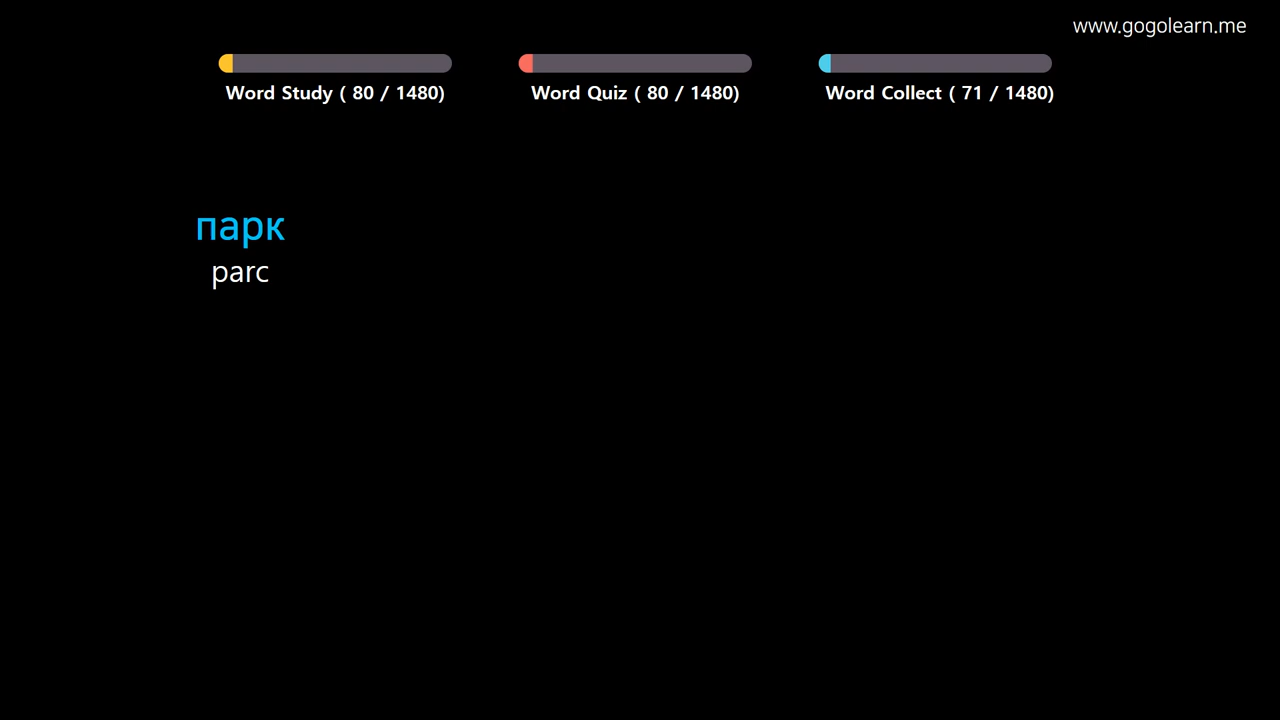 www.gogolearn.me
Word Study ( 80 / 1480)
Word Quiz ( 80 / 1480)
Word Collect ( 71 / 1480)
парк
parc